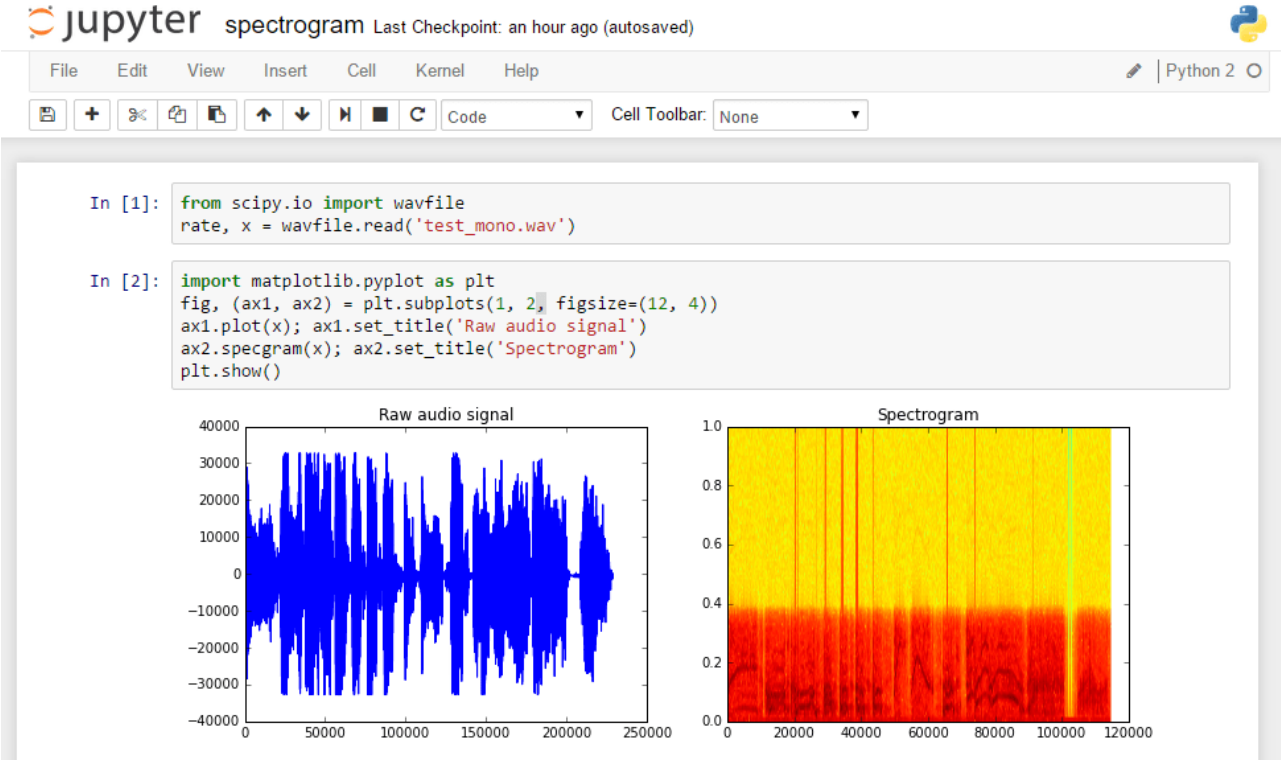 jupyter spectrogram Last Checkpoint: an hour ago (autosaved)
File Edit View Insert Cell Kernel Help Python 2
Code Cell Toolbar: None
In [1]: from scipy.io import wavfile
rate, x = wavfile.read('test_mono.wav')
In [2]: import matplotlib.pyplot as plt
fig, (ax1, ax2) = plt.subplots(1, 2, figsize=(12, 4))
ax1.plot(x); ax1.set_title('Raw audio signal')
ax2.specgram(x); ax2.set_title('Spectrogram')
plt.show()
Raw audio signal
40000
30000
20000
10000
0
−10000
−20000
−30000
−40000
0 50000 100000 150000 200000 250000
Spectrogram
1.0
0.8
0.6
0.4
0.2
0.0
0 20000 40000 60000 80000 100000 120000